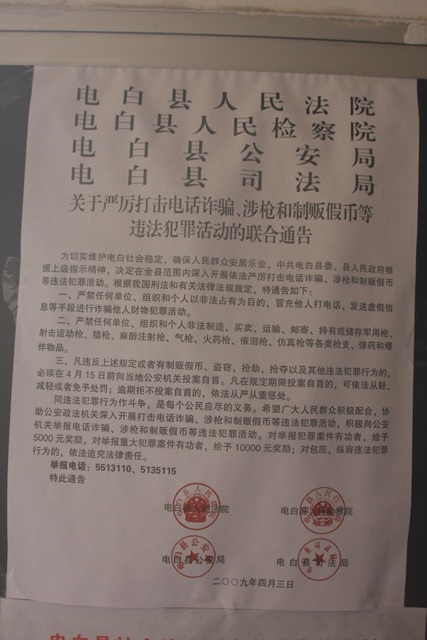 电白县人民法院
电白县人民检察院
电白县公安局
电白县司法局
关于严厉打击电话诈骗、涉枪和制贩假币等
违法犯罪活动的联合通告
为切实维护电白社会稳定，确保人民群众安居乐业，中共电白县委、县人民政府根
据上级指示精神，决定在全县范围内深入开展依法严厉打击电话诈骗、涉枪和制贩假币
等违法犯罪活动。根据我国刑法和有关法律法规规定，特通告如下：
一、严禁任何单位、组织和个人以非法占有为目的，冒充他人打电话、发送虚假信
息等手段进行诈骗他人财物犯罪活动。
二、严禁任何单位、组织和个人非法制造、买卖、运输、邮寄、持有或储存军用枪、
射击运动枪、猎枪、麻醉注射枪、气枪、火药枪、催泪枪、仿真枪等各类枪支、弹药和爆
炸物品。
三、凡违反上述规定或者有制贩假币、盗窃、抢劫、抢夺以及其他违法犯罪行为的，
必须在4月15日前向当地公安机关投案自首。凡在规定期限投案自首的，可依法从轻、
减轻或者免予处罚；逾期拒不投案自首的，依法从严从重惩处。
同违法犯罪行为作斗争，是每个公民应尽的义务。希望广大人民群众积极配合，协
助公安政法机关深入开展打击电话诈骗、涉枪和制贩假币等违法犯罪活动，积极向公安
机关举报电话诈骗、涉枪和制贩假币等违法犯罪活动。对举报犯罪案件有功者，给予
5000元奖励，对举报重大犯罪案件有功者，给予10000元奖励；对包庇、纵容违法犯罪
行为的，依法追究法律责任。
举报电话：5513110、5135115
特此通告
电白县人民法院
电白县人民检察院
电白县公安局
电白县司法局
二〇〇九年四月三日
电白县社会